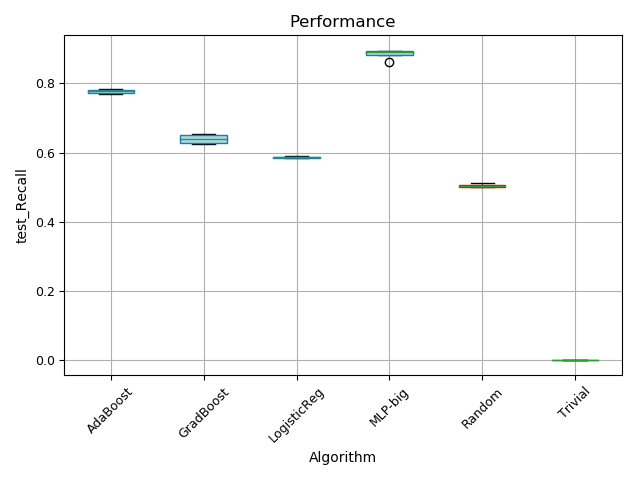 Performance
test_Recall
0.8
0.6
0.4
0.2
0.0
AdaBoost
GradBoost
LogisticReg
MLP-big
Random
Trivial
Algorithm